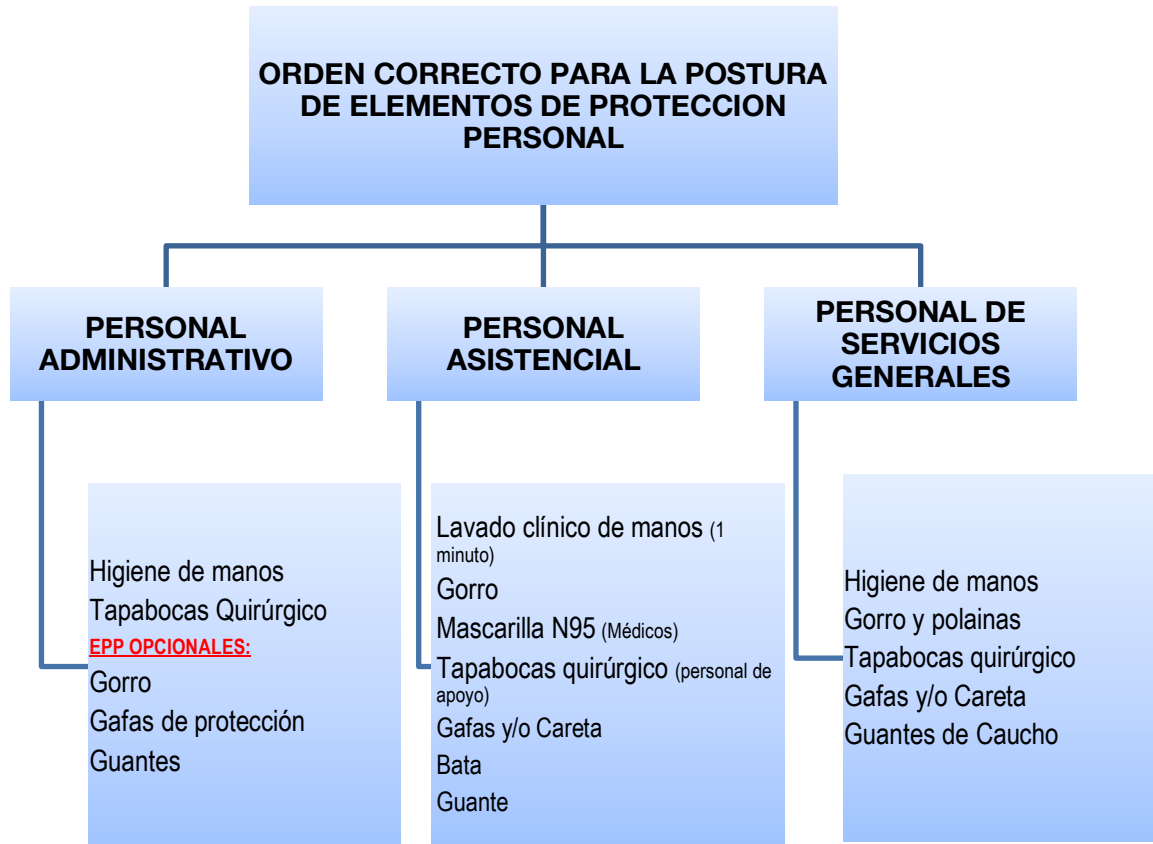 ORDEN CORRECTO PARA LA POSTURA
DE ELEMENTOS DE PROTECCION
PERSONAL
PERSONAL
ADMINISTRATIVO
PERSONAL
ASISTENCIAL
PERSONAL DE
SERVICIOS
GENERALES
Higiene de manos
Tapabocas Quirúrgico
EPP OPCIONALES:
Gorro
Gafas de protección
Guantes
Lavado clínico de manos (1
minuto)
Gorro
Mascarilla N95 (Médicos)
Tapabocas quirúrgico (personal de
apoyo)
Gafas y/o Careta
Bata
Guante
Higiene de manos
Gorro y polainas
Tapabocas quirúrgico
Gafas y/o Careta
Guantes de Caucho